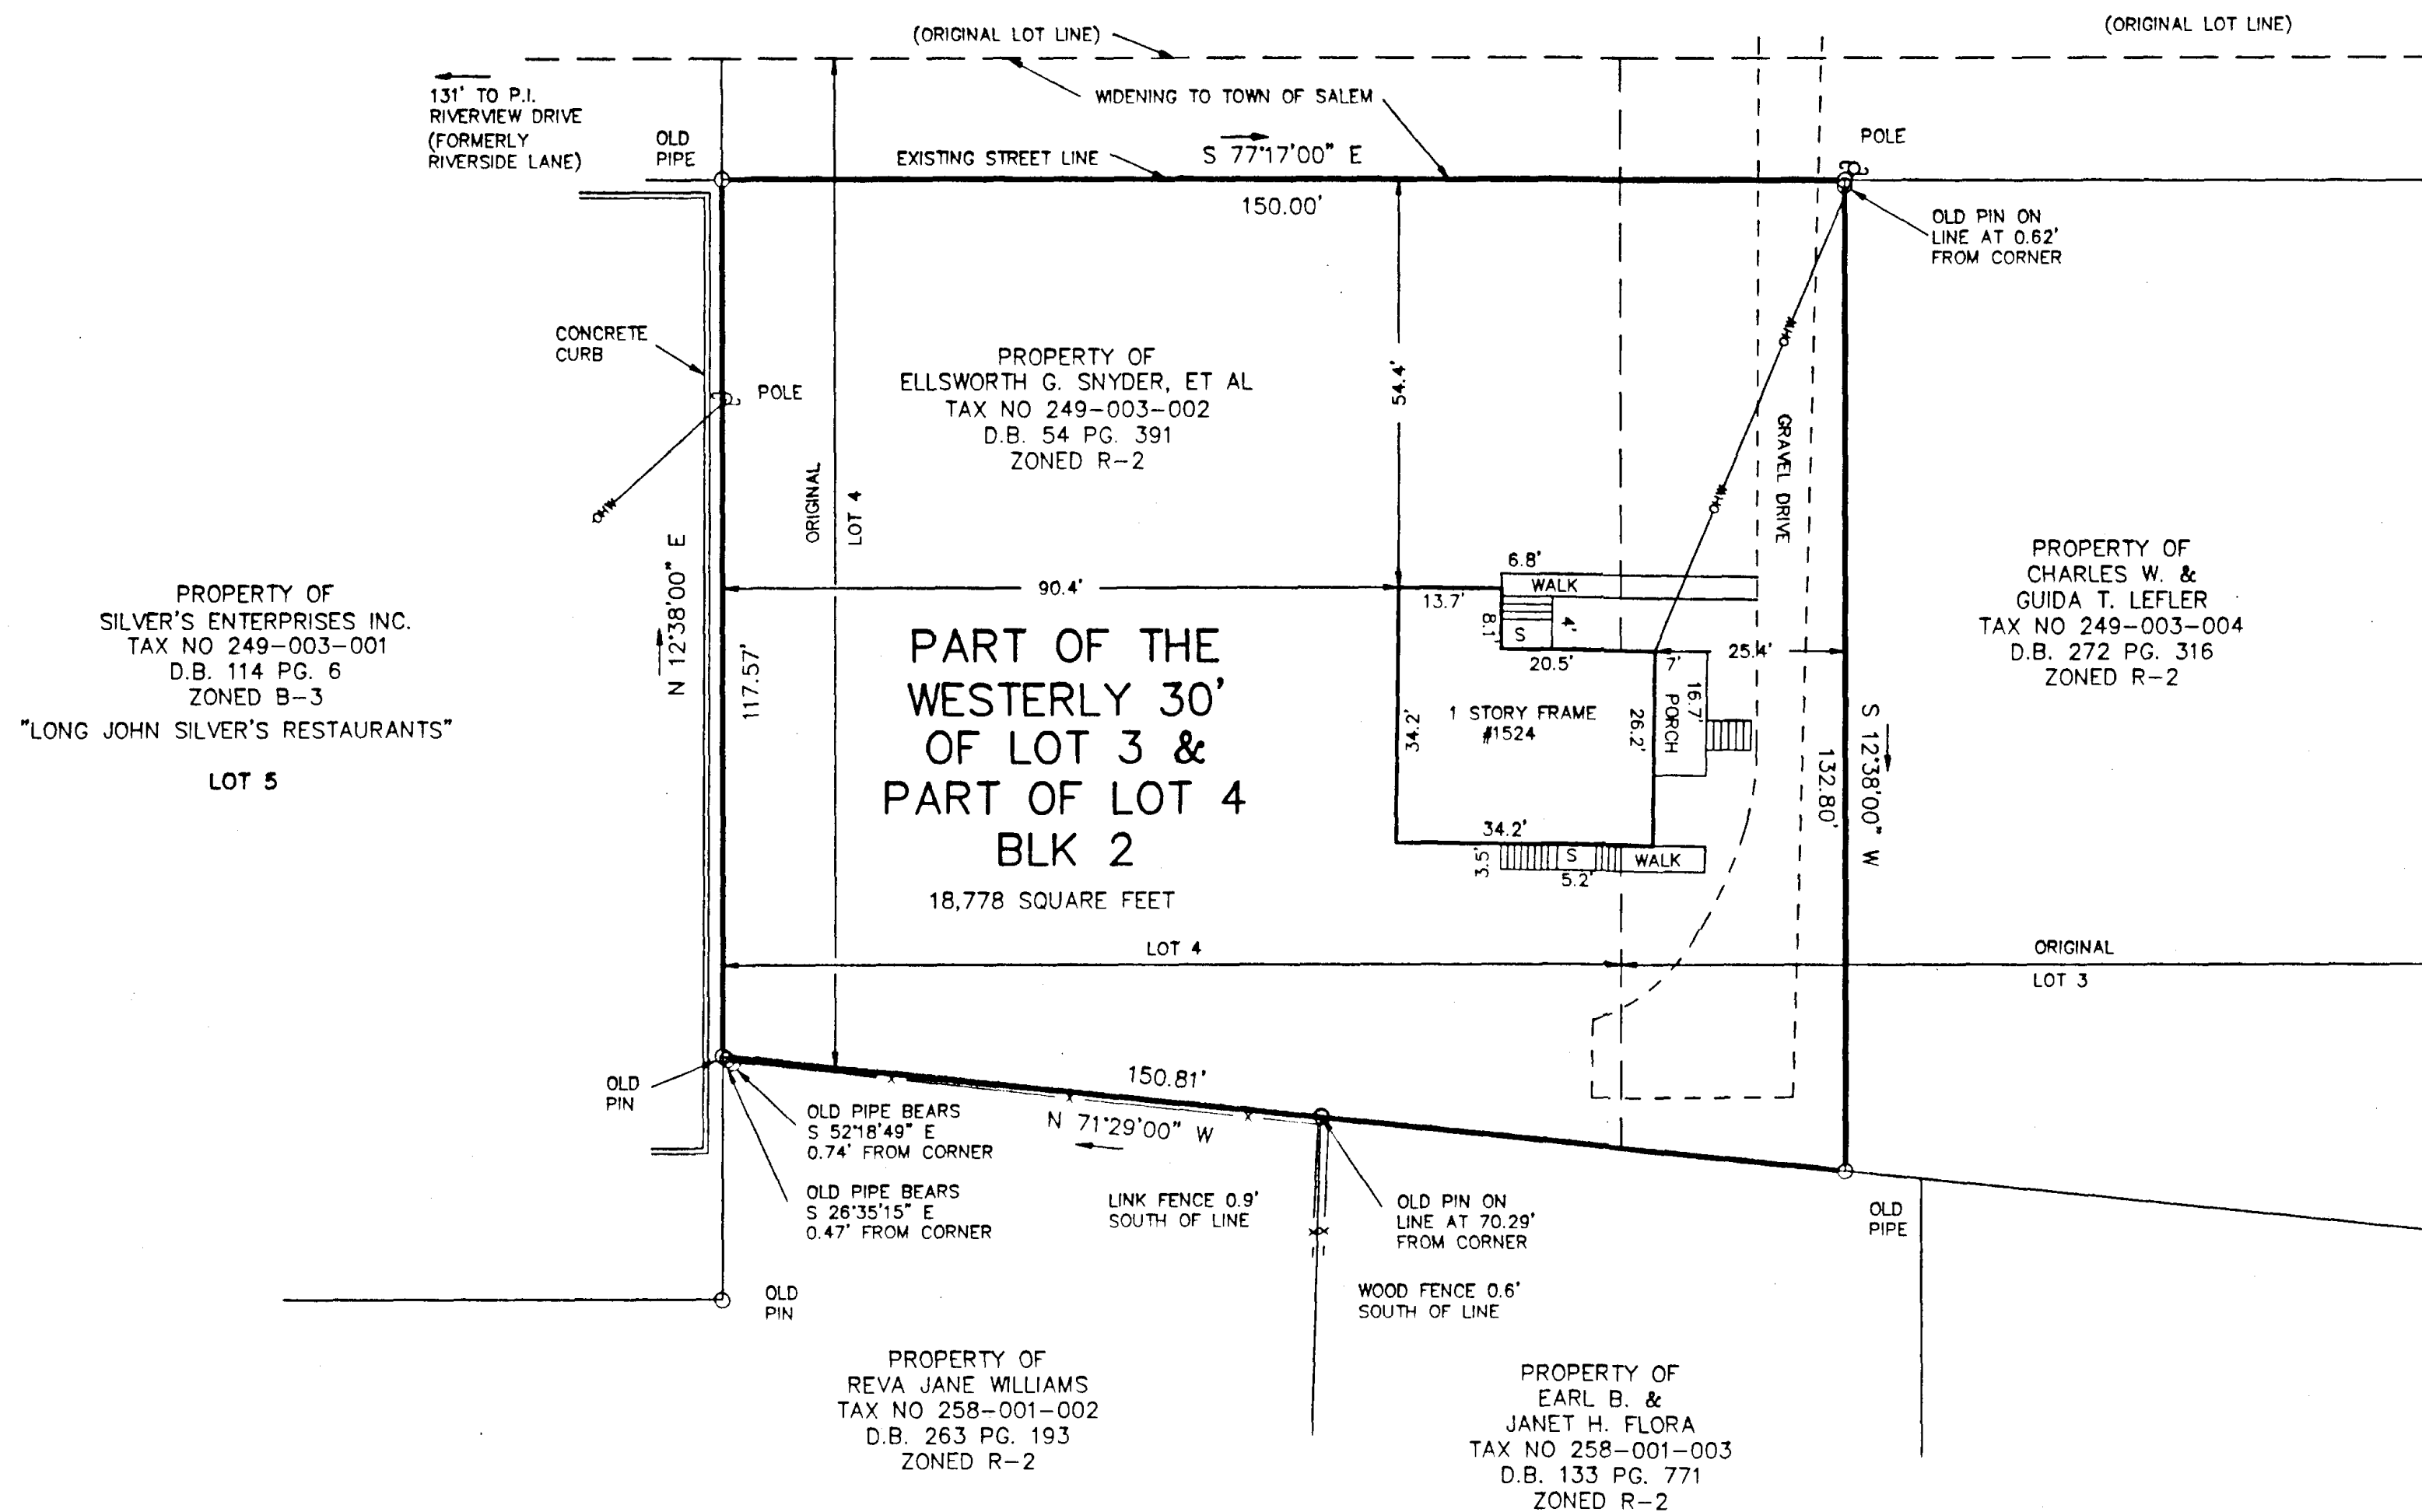 (ORIGINAL LOT LINE)
(ORIGINAL LOT LINE)
131' TO P.I.
RIVERVIEW DRIVE
(FORMERLY
RIVERSIDE LANE)
WIDENING TO TOWN OF SALEM
OLD
PIPE
EXISTING STREET LINE
S 77°17'00" E
150.00'
POLE
OLD PIN ON
LINE AT 0.62'
FROM CORNER
CONCRETE
CURB
POLE
OHW
PROPERTY OF
ELLSWORTH G. SNYDER, ET AL
TAX NO 249-003-002
D.B. 54 PG. 391
ZONED R-2
ORIGINAL
LOT 4
54.4'
OHW
OHW
GRAVEL DRIVE
N 12°38'00" E
117.57'
90.4'
13.7'
6.8'
WALK
8.1'
S
4'
20.5'
7'
25.4'
PROPERTY OF
SILVER'S ENTERPRISES INC.
TAX NO 249-003-001
D.B. 114 PG. 6
ZONED B-3
"LONG JOHN SILVER'S RESTAURANTS"
LOT 5
PART OF THE
WESTERLY 30'
OF LOT 3 &
PART OF LOT 4
BLK 2
18,778 SQUARE FEET
34.2'
1 STORY FRAME
#1524
26.2'
PORCH
16.7'
34.2'
3.5'
S
5.2'
WALK
132.80'
S 12°38'00" W
PROPERTY OF
CHARLES W. &
GUIDA T. LEFLER
TAX NO 249-003-004
D.B. 272 PG. 316
ZONED R-2
LOT 4
ORIGINAL
LOT 3
OLD
PIN
150.81'
N 71°29'00" W
OLD PIPE BEARS
S 52°18'49" E
0.74' FROM CORNER
OLD PIPE BEARS
S 26°35'15" E
0.47' FROM CORNER
LINK FENCE 0.9'
SOUTH OF LINE
OLD PIN ON
LINE AT 70.29'
FROM CORNER
OLD
PIPE
WOOD FENCE 0.6'
SOUTH OF LINE
OLD
PIN
PROPERTY OF
REVA JANE WILLIAMS
TAX NO 258-001-002
D.B. 263 PG. 193
ZONED R-2
PROPERTY OF
EARL B. &
JANET H. FLORA
TAX NO 258-001-003
D.B. 133 PG. 771
ZONED R-2